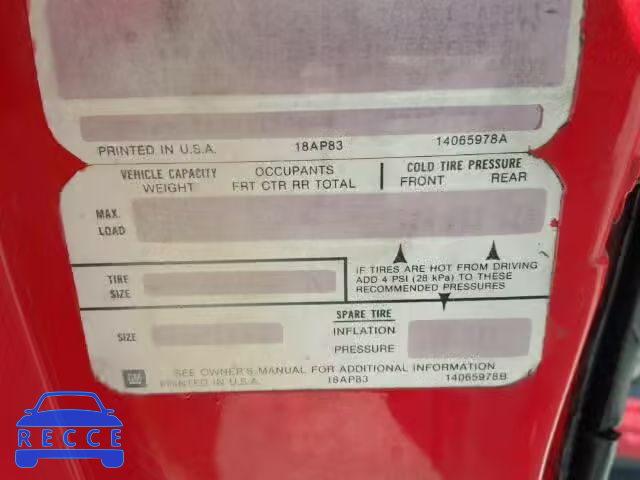 PRINTED IN U.S.A. 18AP83 14065978A
VEHICLE CAPACITY OCCUPANTS COLD TIRE PRESSURE
WEIGHT FRT CTR RR TOTAL FRONT REAR
MAX.
LOAD
TIRE
SIZE
IF TIRES ARE HOT FROM DRIVING
ADD 4 PSI (28 kPa) TO THESE
RECOMMENDED PRESSURES
SPARE TIRE
SIZE INFLATION
PRESSURE
GM SEE OWNER'S MANUAL FOR ADDITIONAL INFORMATION
PRINTED IN U.S.A. 18AP83 14065978B
RECCE